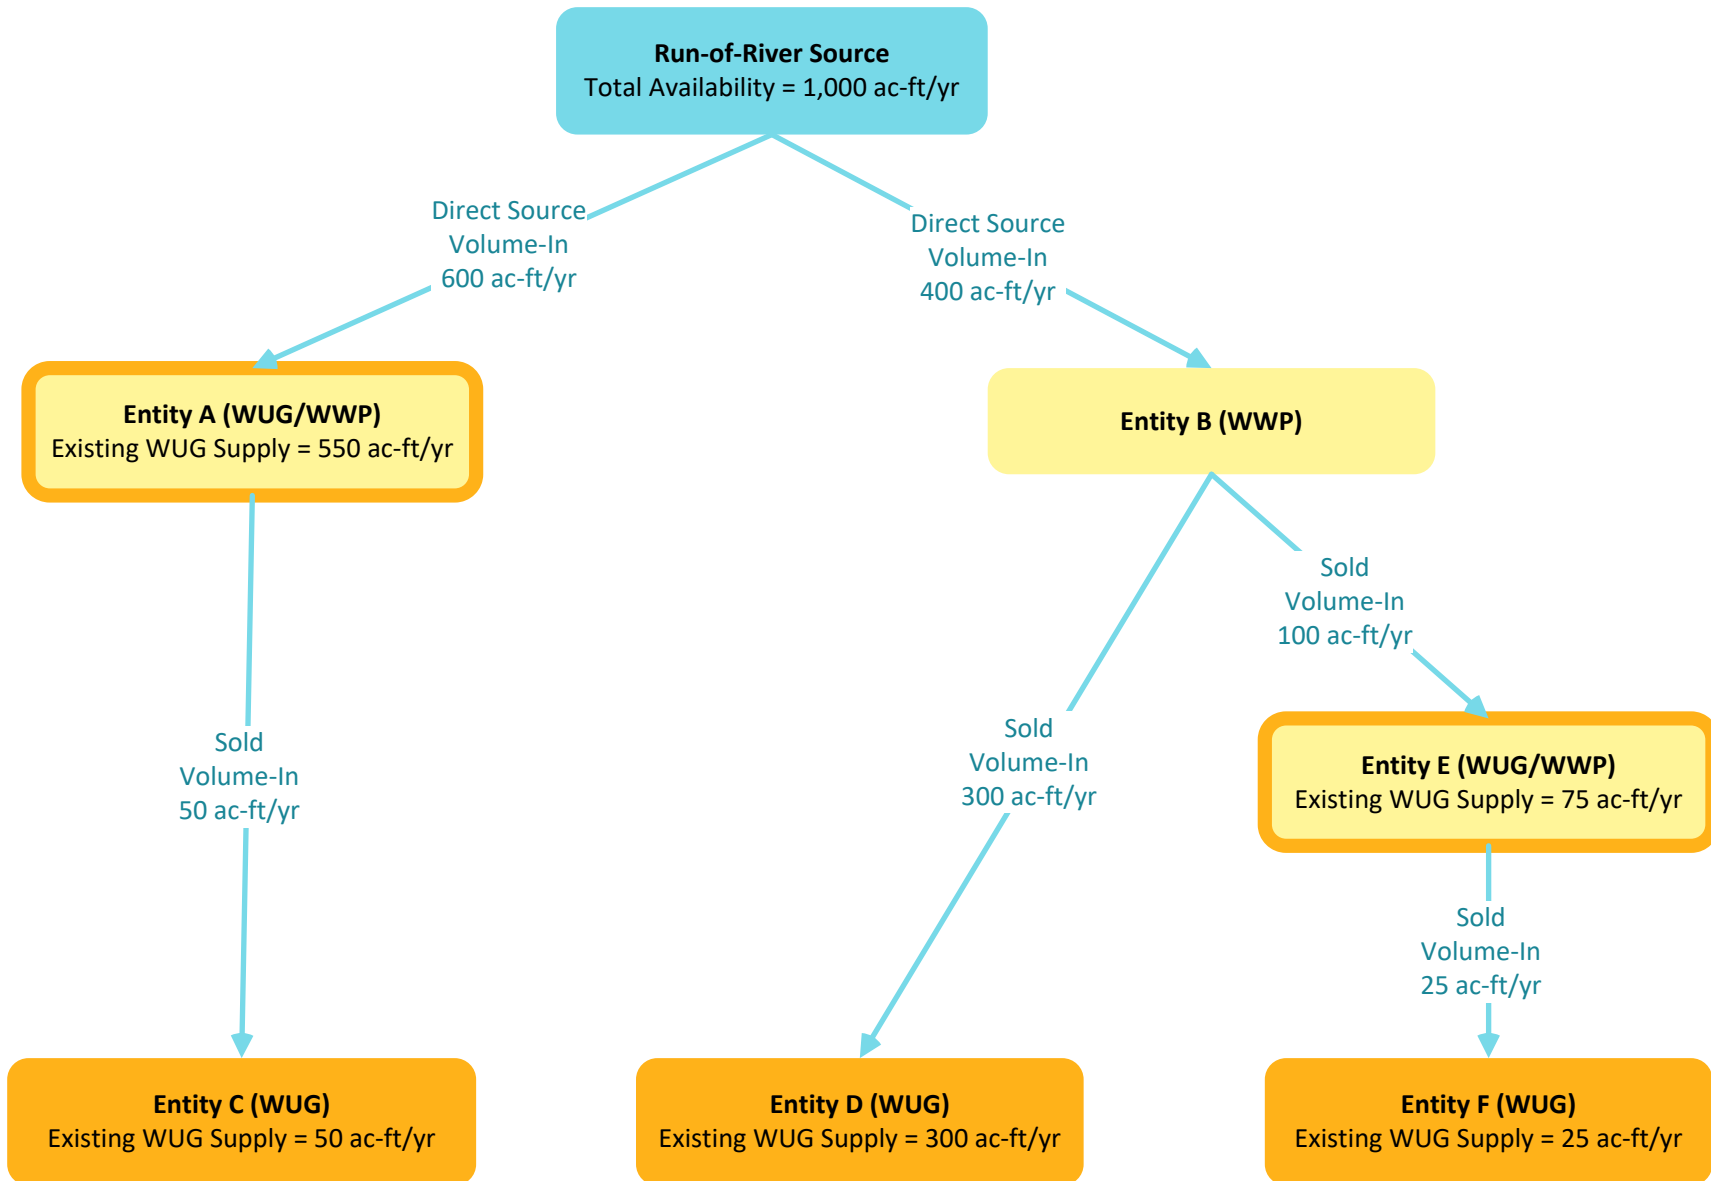 Run-of-River Source
Total Availability = 1,000 ac-ft/yr
Direct Source
Volume-In
600 ac-ft/yr
Direct Source
Volume-In
400 ac-ft/yr
Entity A (WUG/WWP)
Existing WUG Supply = 550 ac-ft/yr
Entity B (WWP)
Sold
Volume-In
100 ac-ft/yr
Sold
Volume-In
50 ac-ft/yr
Sold
Volume-In
300 ac-ft/yr
Entity E (WUG/WWP)
Existing WUG Supply = 75 ac-ft/yr
Sold
Volume-In
25 ac-ft/yr
Entity C (WUG)
Existing WUG Supply = 50 ac-ft/yr
Entity D (WUG)
Existing WUG Supply = 300 ac-ft/yr
Entity F (WUG)
Existing WUG Supply = 25 ac-ft/yr